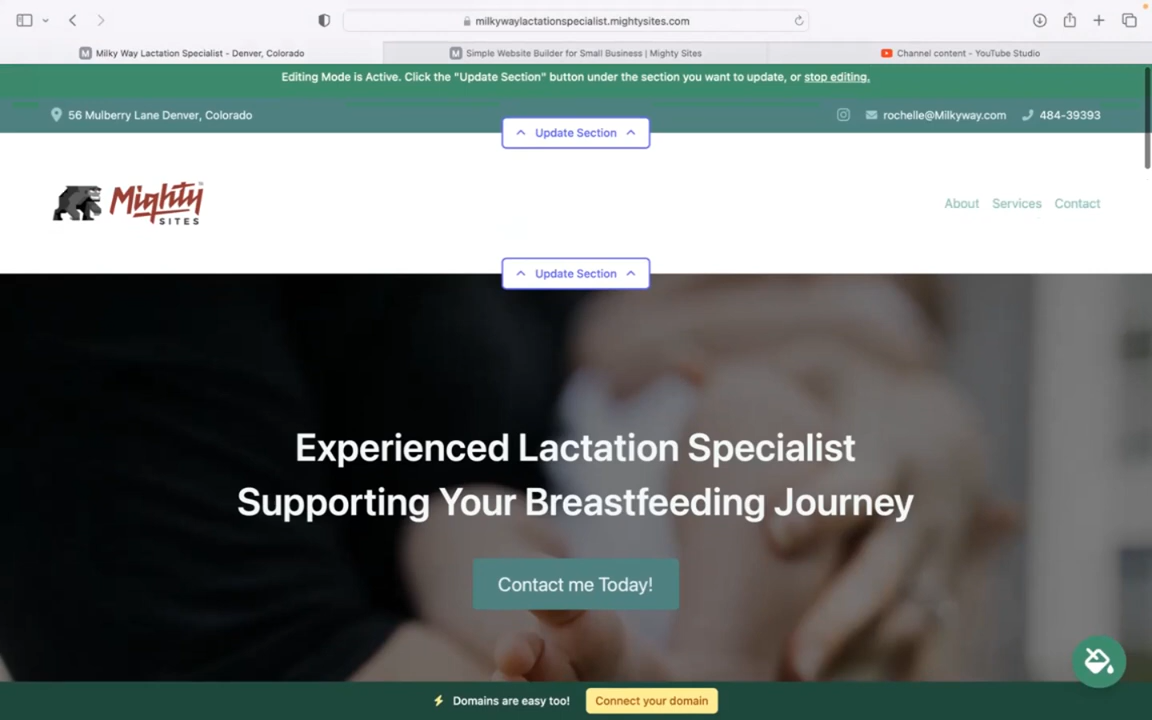 milkywaylactationspecialist.mightysites.com
Milky Way Lactation Specialist - Denver, Colorado
Simple Website Builder for Small Business | Mighty Sites
Channel content - YouTube Studio
Editing Mode is Active. Click the "Update Section" button under the section you want to update, or stop editing.
56 Mulberry Lane Denver, Colorado
rochelle@Milkyway.com
484-39393
Update Section
Mighty
SITES
About
Services
Contact
Update Section
Experienced Lactation Specialist
Supporting Your Breastfeeding Journey
Contact me Today!
Domains are easy too!
Connect your domain